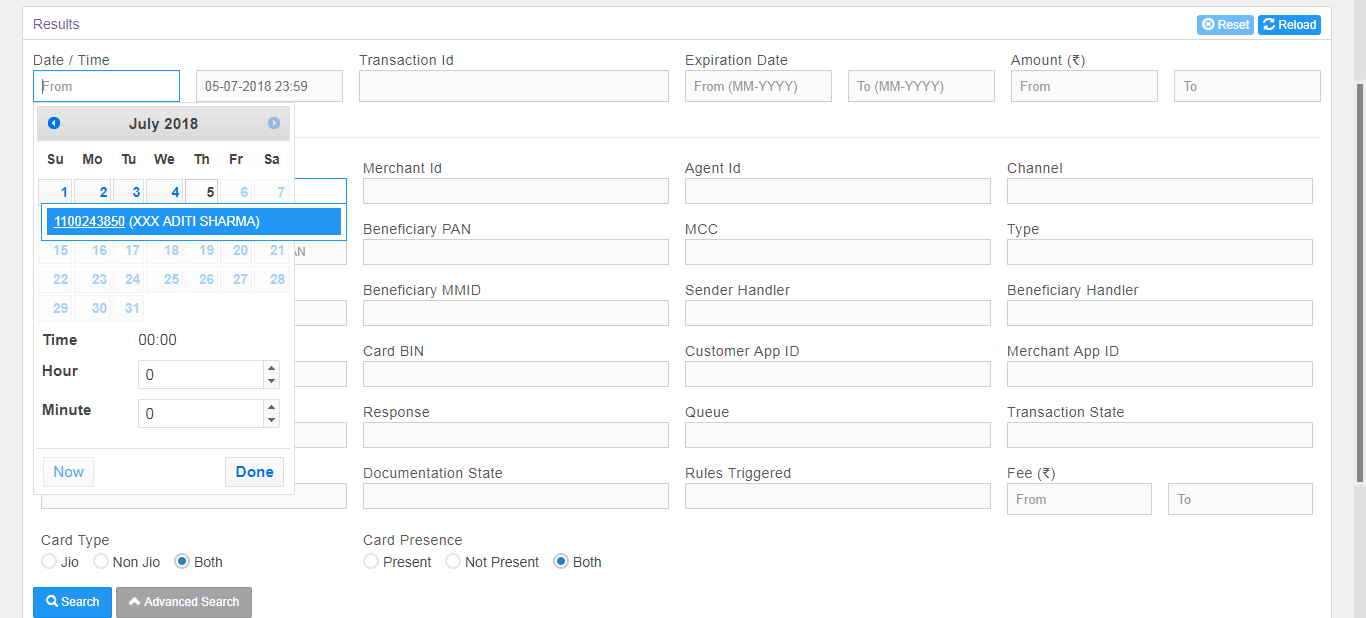 Results
Reset Reload
Date / Time Transaction Id Expiration Date Amount (₹)
From 05-07-2018 23:59 From (MM-YYYY) To (MM-YYYY) From To
July 2018
Su Mo Tu We Th Fr Sa
1 2 3 4 5 6 7
1100243850 (XXX ADITI SHARMA)
15 16 17 18 19 20 21
22 23 24 25 26 27 28
29 30 31
Time 00:00
Hour 0
Minute 0
Now Done
Merchant Id Agent Id Channel
Beneficiary PAN MCC Type
Beneficiary MMID Sender Handler Beneficiary Handler
Card BIN Customer App ID Merchant App ID
Response Queue Transaction State
Documentation State Rules Triggered Fee (₹)
From To
Card Type Card Presence
Jio Non Jio Both Present Not Present Both
Search Advanced Search